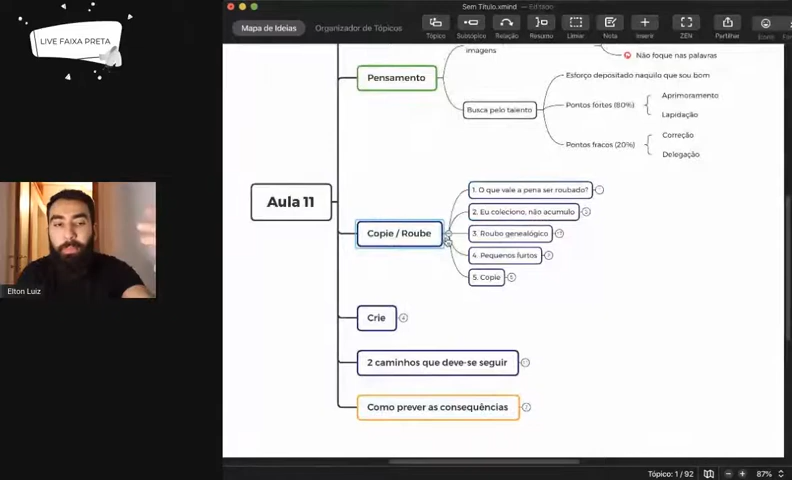 LIVE FAIXA PRETA
Elton Luiz
Sem Título.xmind — Editado
Mapa de Ideias
Organizador de Tópicos
Tópico
Subtópico
Relação
Resumo
Limite
Nota
Inserir
ZEN
Partilhar
imagens
Não foque nas palavras
Pensamento
Esforço depositado naquilo que sou bom
Busca pelo talento
Pontos fortes (80%)
Aprimoramento
Lapidação
Pontos fracos (20%)
Correção
Delegação
Aula 11
Copie / Roube
1. O que vale a pena ser roubado?
2. Eu coleciono, não acumulo
3. Roubo genealógico
4. Pequenos furtos
5. Copie
Crie
2 caminhos que deve-se seguir
Como prever as consequências
Tópico: 1 / 92
87%